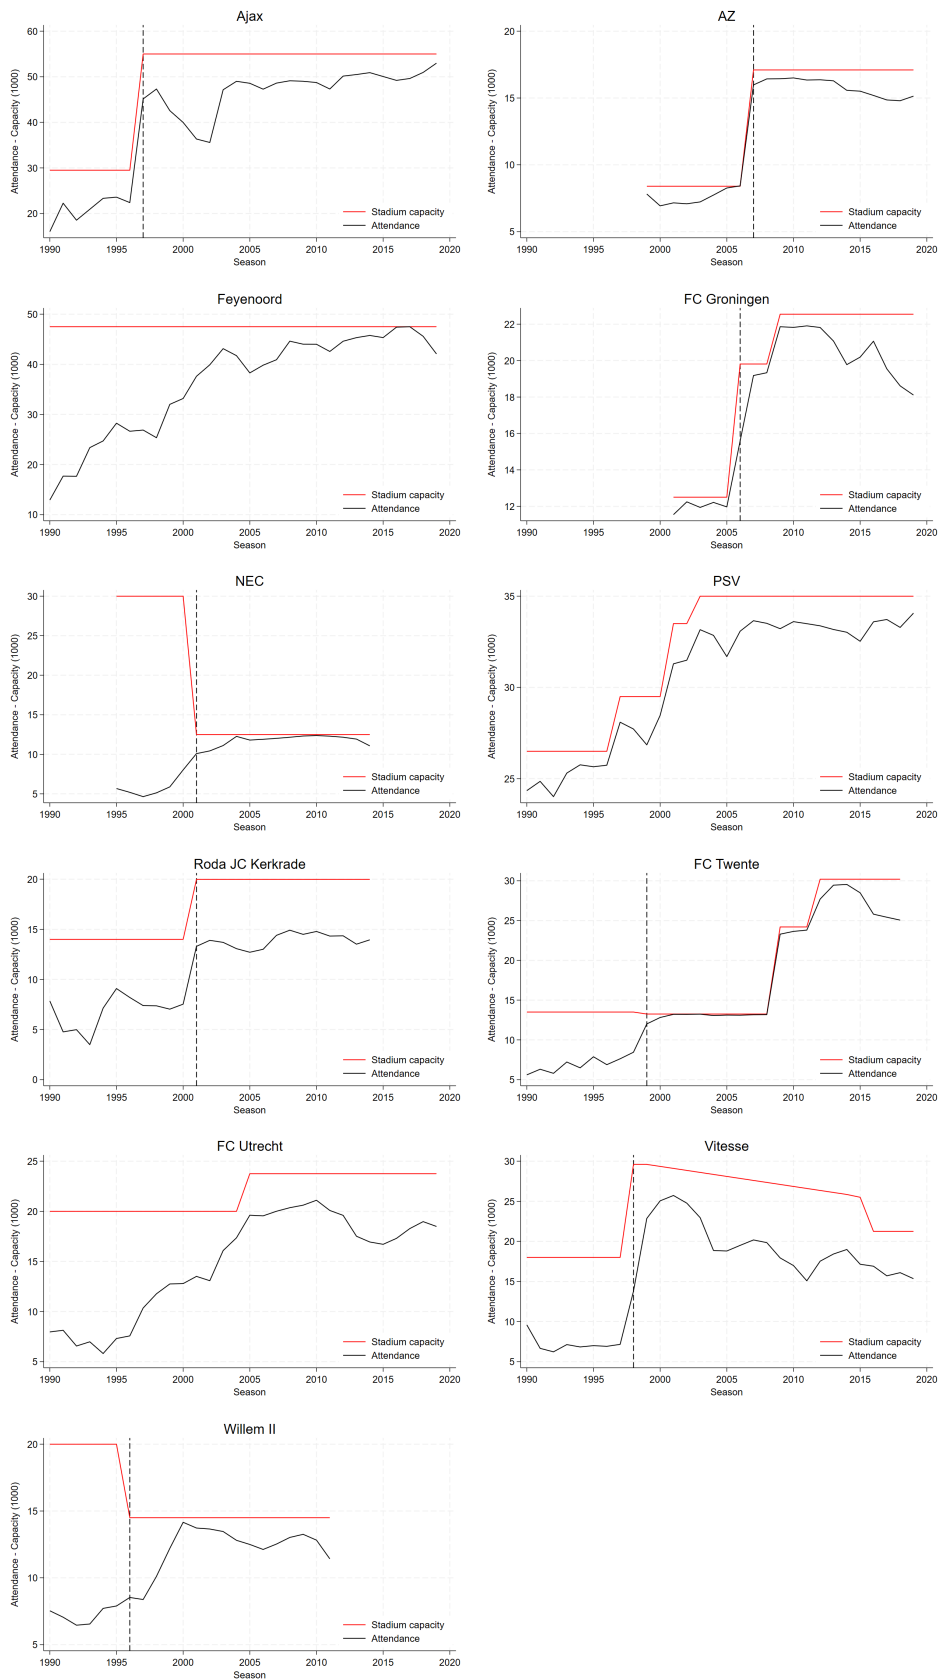 Ajax
Attendance - Capacity (1000)
60
50
40
30
20
Stadium capacity
Attendance
1990 1995 2000 2005 2010 2015 2020
Season
AZ
Attendance - Capacity (1000)
20
15
10
5
Stadium capacity
Attendance
1990 1995 2000 2005 2010 2015 2020
Season
Feyenoord
Attendance - Capacity (1000)
50
40
30
20
10
Stadium capacity
Attendance
1990 1995 2000 2005 2010 2015 2020
Season
FC Groningen
Attendance - Capacity (1000)
22
20
18
16
14
12
Stadium capacity
Attendance
1990 1995 2000 2005 2010 2015 2020
Season
NEC
Attendance - Capacity (1000)
30
25
20
15
10
5
Stadium capacity
Attendance
1990 1995 2000 2005 2010 2015 2020
Season
PSV
Attendance - Capacity (1000)
35
30
25
Stadium capacity
Attendance
1990 1995 2000 2005 2010 2015 2020
Season
Roda JC Kerkrade
Attendance - Capacity (1000)
20
15
10
5
0
Stadium capacity
Attendance
1990 1995 2000 2005 2010 2015 2020
Season
FC Twente
Attendance - Capacity (1000)
30
25
20
15
10
5
Stadium capacity
Attendance
1990 1995 2000 2005 2010 2015 2020
Season
FC Utrecht
Attendance - Capacity (1000)
25
20
15
10
5
Stadium capacity
Attendance
1990 1995 2000 2005 2010 2015 2020
Season
Vitesse
Attendance - Capacity (1000)
30
25
20
15
10
5
Stadium capacity
Attendance
1990 1995 2000 2005 2010 2015 2020
Season
Willem II
Attendance - Capacity (1000)
20
15
10
5
Stadium capacity
Attendance
1990 1995 2000 2005 2010 2015 2020
Season